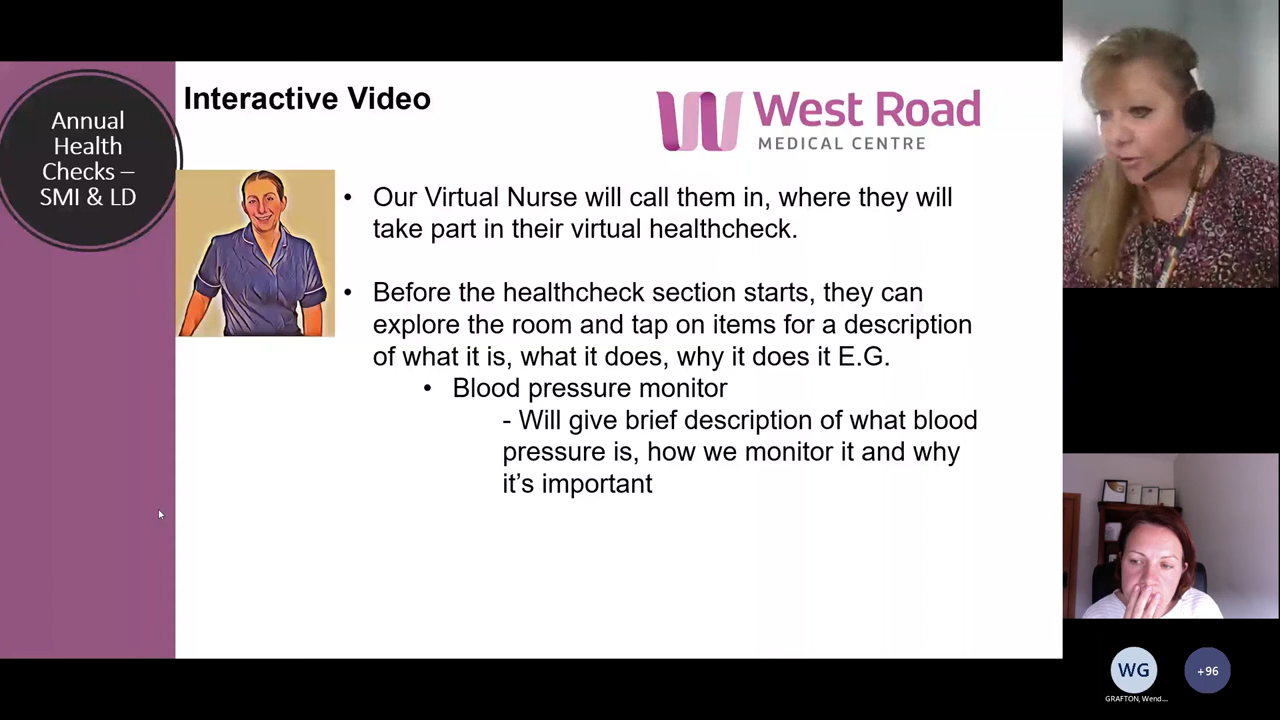 Annual
Health
Checks –
SMI & LD
Interactive Video
West Road
MEDICAL CENTRE
• Our Virtual Nurse will call them in, where they will
take part in their virtual healthcheck.
• Before the healthcheck section starts, they can
explore the room and tap on items for a description
of what it is, what it does, why it does it E.G.
• Blood pressure monitor
- Will give brief description of what blood
pressure is, how we monitor it and why
it’s important
WG
+96
GRAFTON, Wend...